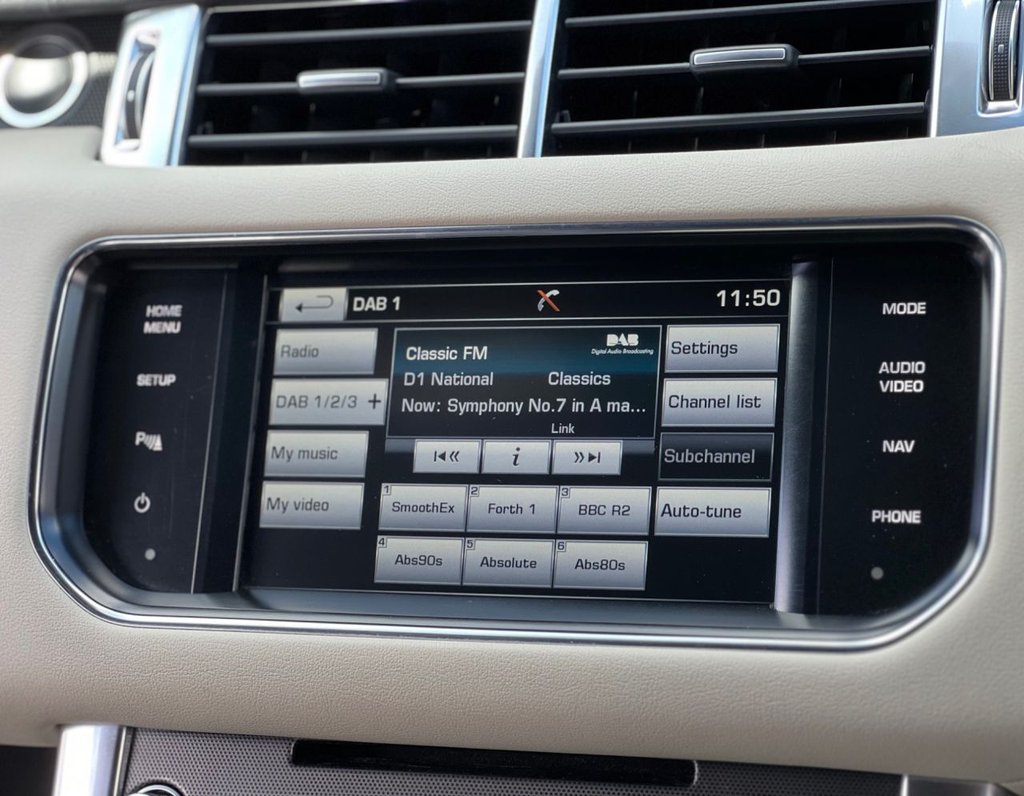 HOME
MENU
SETUP
P
DAB 1
11:50
Radio
DAB 1/2/3 +
My music
My video
Classic FM
DAB
Digital Audio Broadcasting
D1 National Classics
Now: Symphony No.7 in A ma...
Link
i
1 SmoothEx
2 Forth 1
3 BBC R2
4 Abs90s
5 Absolute
6 Abs80s
Settings
Channel list
Subchannel
Auto-tune
MODE
AUDIO
VIDEO
NAV
PHONE